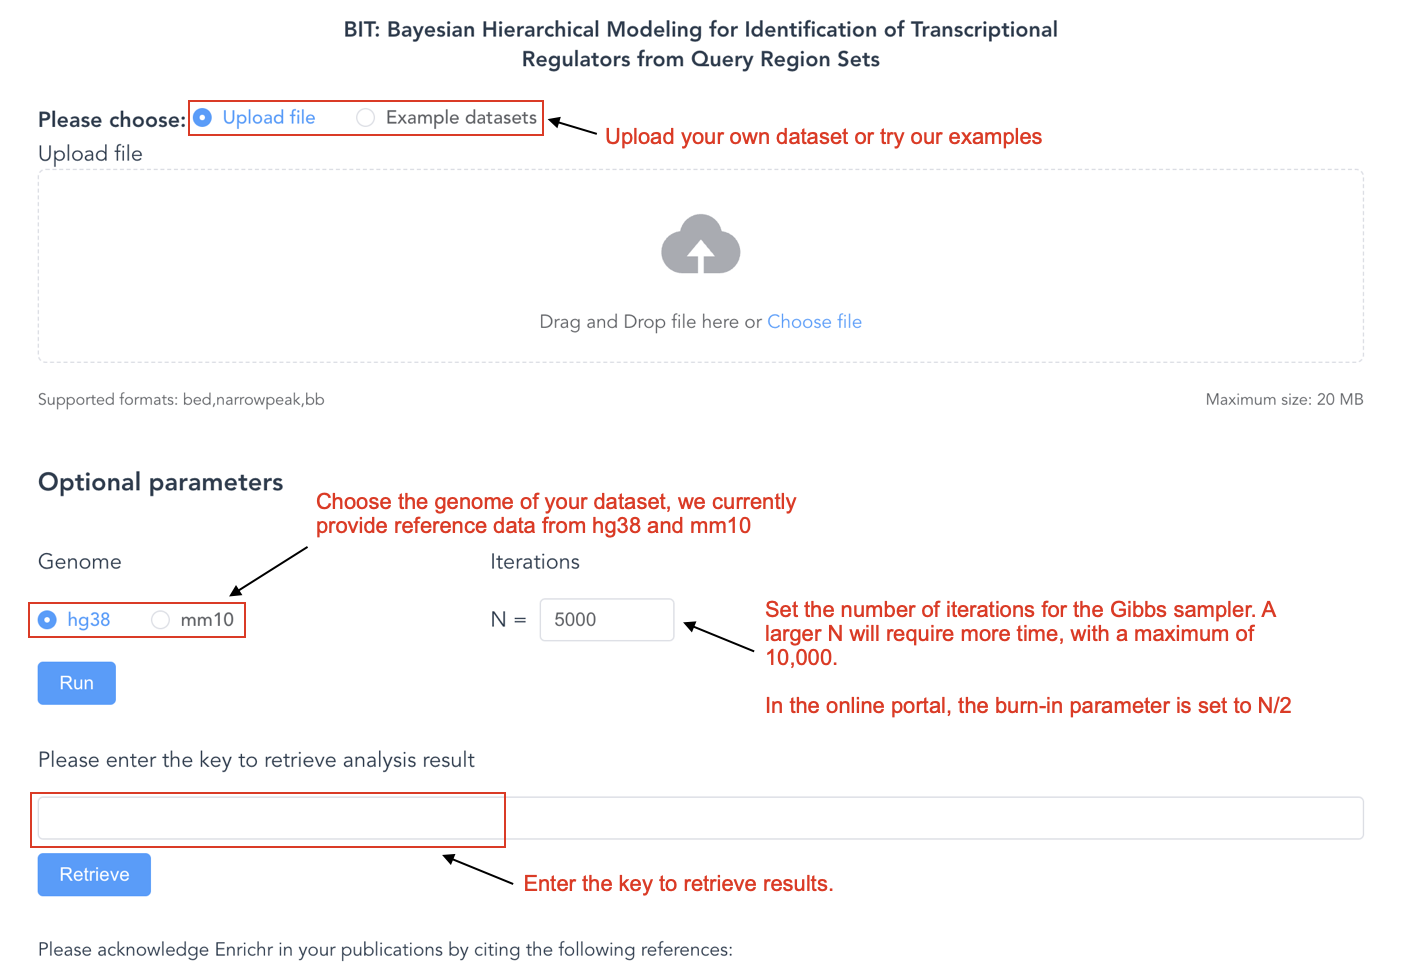 BIT: Bayesian Hierarchical Modeling for Identification of Transcriptional
Regulators from Query Region Sets
Please choose: Upload file Example datasets
Upload your own dataset or try our examples
Upload file
Drag and Drop file here or Choose file
Supported formats: bed,narrowpeak,bb Maximum size: 20 MB
Optional parameters
Choose the genome of your dataset, we currently
provide reference data from hg38 and mm10
Genome Iterations
hg38 mm10 N = 5000
Set the number of iterations for the Gibbs sampler. A
larger N will require more time, with a maximum of
10,000.
In the online portal, the burn-in parameter is set to N/2
Run
Please enter the key to retrieve analysis result
Retrieve
Enter the key to retrieve results.
Please acknowledge Enrichr in your publications by citing the following references: